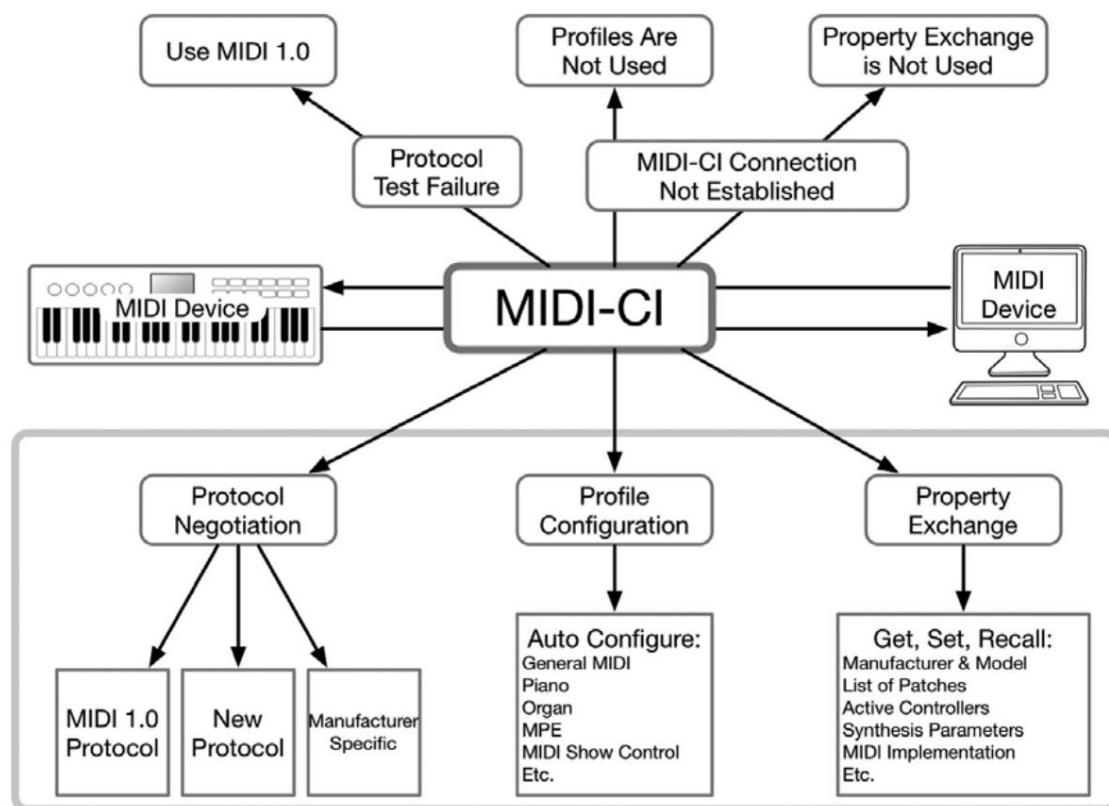 Use MIDI 1.0
Profiles Are
Not Used
Property Exchange
is Not Used
Protocol
Test Failure
MIDI-CI Connection
Not Established
MIDI Device
MIDI-CI
MIDI
Device
Protocol
Negotiation
Profile
Configuration
Property
Exchange
MIDI 1.0
Protocol
New
Protocol
Manufacturer
Specific
Auto Configure:
General MIDI
Piano
Organ
MPE
MIDI Show Control
Etc.
Get, Set, Recall:
Manufacturer & Model
List of Patches
Active Controllers
Synthesis Parameters
MIDI Implementation
Etc.